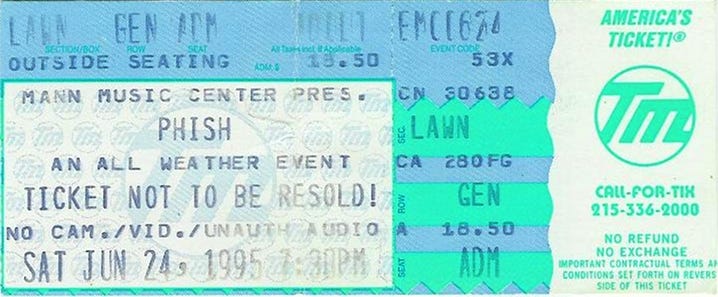 LAWN GEN ADM
SECTION/BOX ROW SEAT All Taxes Incl. If Applicable EVENT CODE
OUTSIDE SEATING ADM.$ 18.50 53X
MANN MUSIC CENTER PRES.
PHISH
AN ALL WEATHER EVENT
TICKET NOT TO BE RESOLD!
NO CAM./VID./UNAUTH AUDIO
SAT JUN 24, 1995 7:30PM
CN 30638
SEC. LAWN
CA 280FG
ROW GEN
A 18.50
SEAT ADM
AMERICA'S
TICKET!®
TM
CALL-FOR-TIX
215-336-2000
NO REFUND
NO EXCHANGE
IMPORTANT CONTRACTUAL TERMS
CONDITIONS SET FORTH ON
SIDE OF THIS TICKET